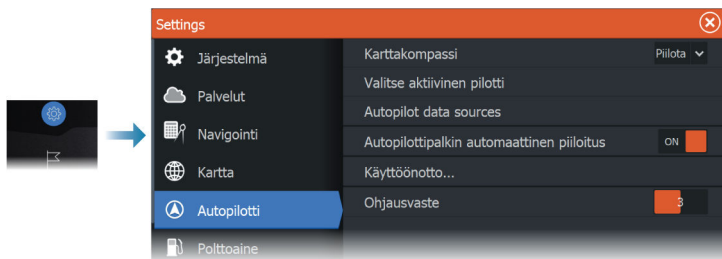 Settings
Järjestelmä
Palvelut
Navigointi
Kartta
Autopilotti
Polttoaine
Karttakompassi Piilota
Valitse aktiivinen pilotti
Autopilot data sources
Autopilottipalkin automaattinen piiloitus ON
Käyttöönotto...
Ohjausvaste 3